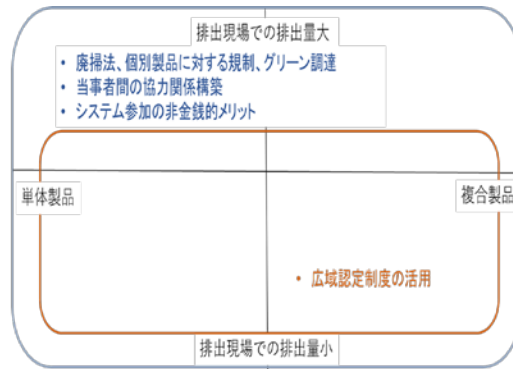 排出現場での排出量大
• 廃掃法、個別製品に対する規制、グリーン調達
• 当事者間の協力関係構築
• システム参加の非金銭的メリット
単体製品
複合製品
• 広域認定制度の活用
排出現場での排出量小